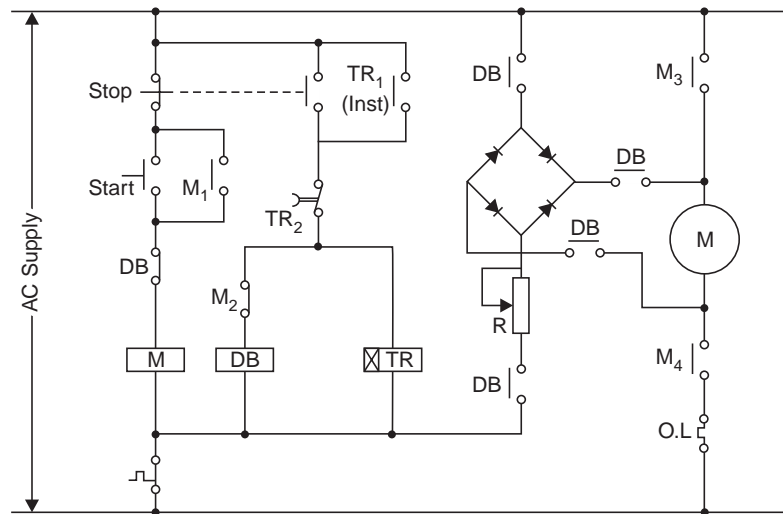 AC Supply
Stop
Start
M1
DB
M
TR1
(Inst)
TR2
M2
DB
TR
DB
DB
DB
R
DB
M3
M
M4
O.L